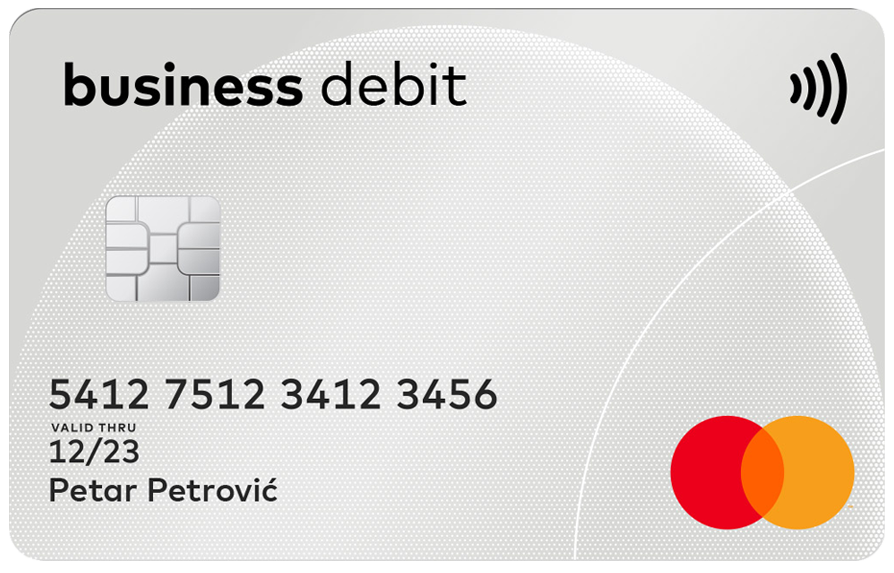 business debit
5412 7512 3412 3456
VALID THRU
12/23
Petar Petrović